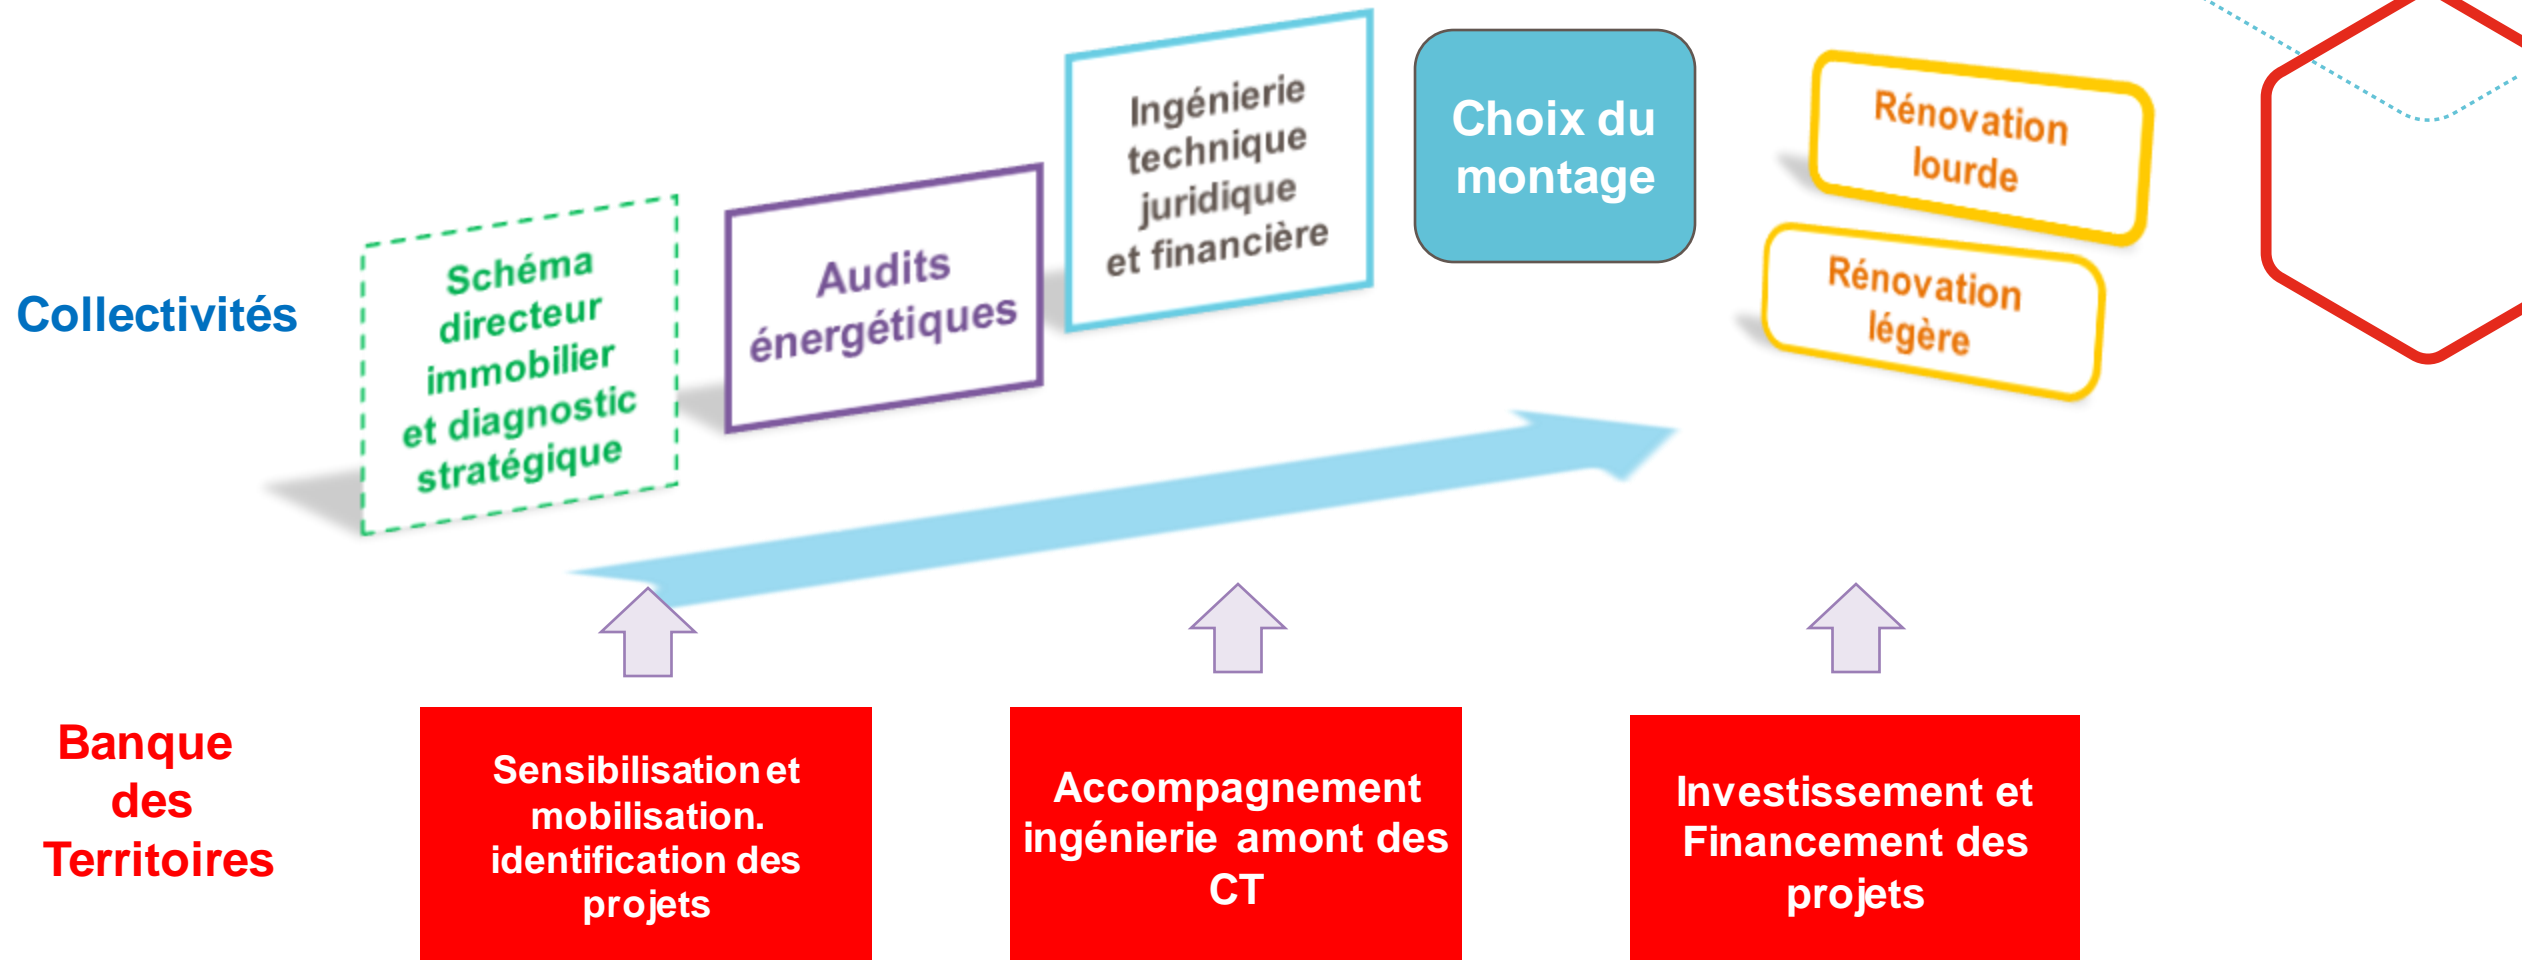 Collectivités
Schéma
directeur
immobilier
et diagnostic
stratégique
Audits
énergétiques
Ingénierie
technique
juridique
et financière
Choix du
montage
Rénovation
lourde
Rénovation
légère
Banque
des
Territoires
Sensibilisation et
mobilisation.
identification des
projets
Accompagnement
ingénierie amont des
CT
Investissement et
Financement des
projets